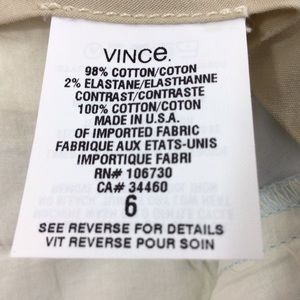 VINCE.
98% COTTON/COTON
2% ELASTANE/ELASTHANNE
CONTRAST/CONTRASTE
100% COTTON/COTON
MADE IN U.S.A.
OF IMPORTED FABRIC
FABRIQUE AUX ETATS-UNIS
IMPORTIQUE FABRI
RN# 106730
CA# 34460
6
SEE REVERSE FOR DETAILS
VIT REVERSE POUR SOIN